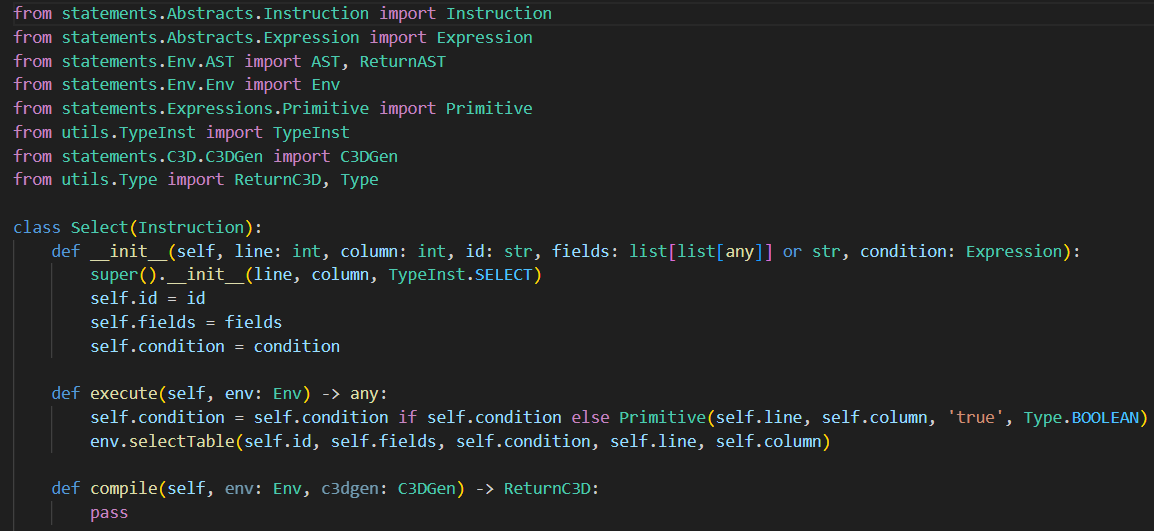 from statements.Abstracts.Instruction import Instruction
from statements.Abstracts.Expression import Expression
from statements.Env.AST import AST, ReturnAST
from statements.Env.Env import Env
from statements.Expressions.Primitive import Primitive
from utils.TypeInst import TypeInst
from statements.C3D.C3DGen import C3DGen
from utils.Type import ReturnC3D, Type

class Select(Instruction):
    def __init__(self, line: int, column: int, id: str, fields: list[list[any]] or str, condition: Expression):
        super().__init__(line, column, TypeInst.SELECT)
        self.id = id
        self.fields = fields
        self.condition = condition

    def execute(self, env: Env) -> any:
        self.condition = self.condition if self.condition else Primitive(self.line, self.column, 'true', Type.BOOLEAN)
        env.selectTable(self.id, self.fields, self.condition, self.line, self.column)

    def compile(self, env: Env, c3dgen: C3DGen) -> ReturnC3D:
        pass